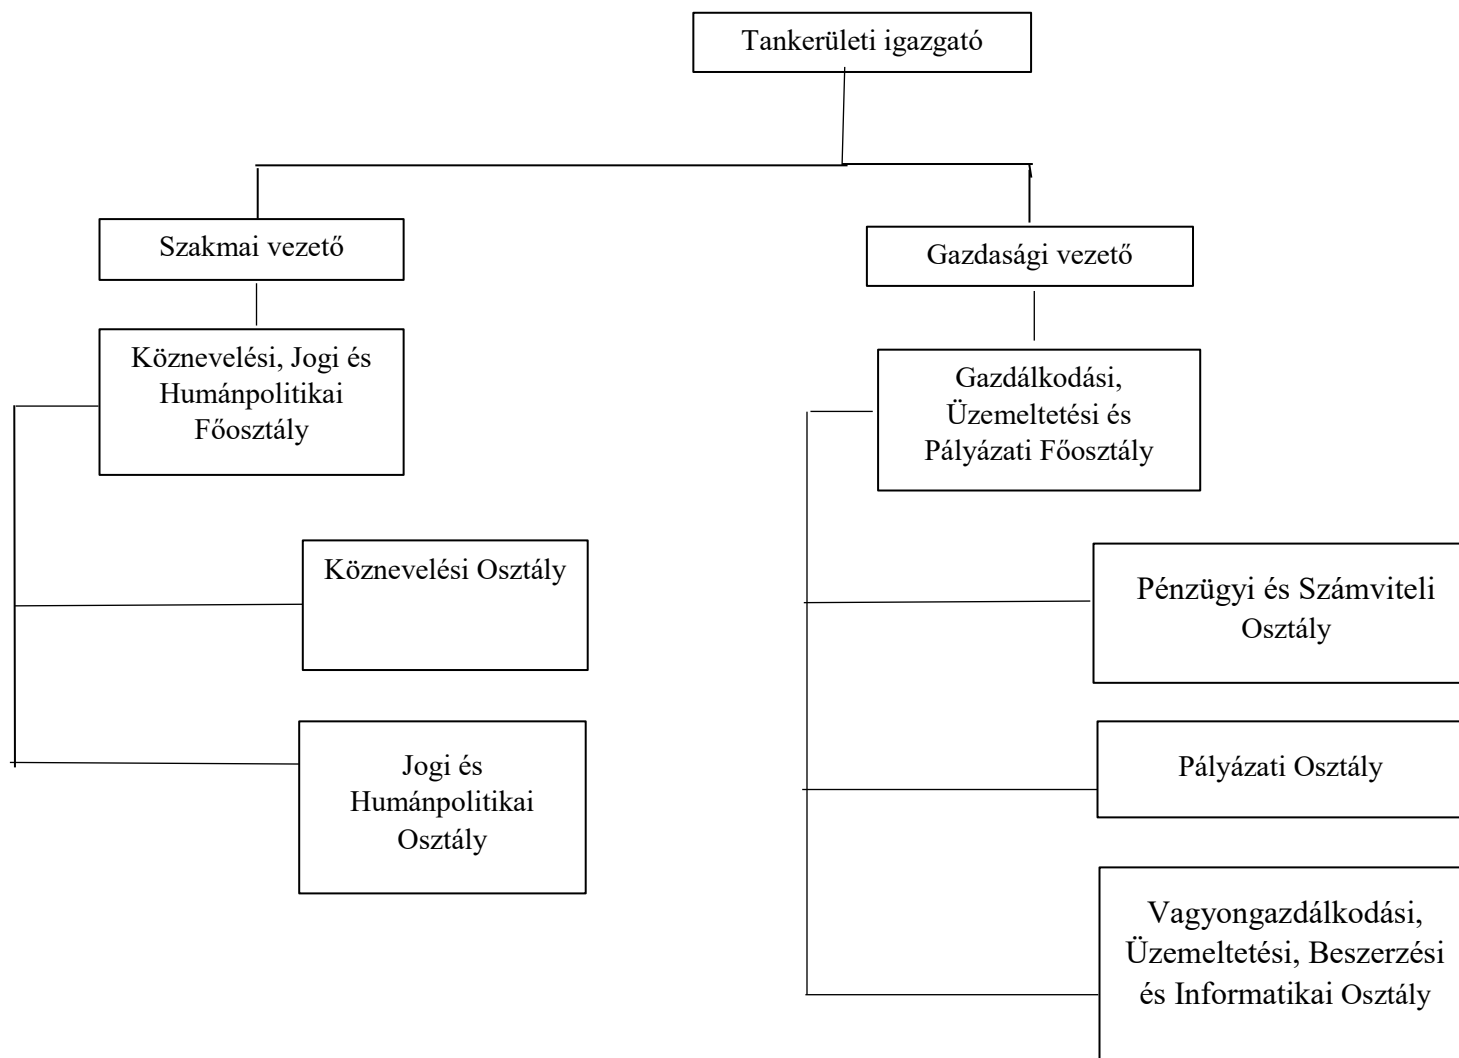 Tankerületi igazgató
Szakmai vezető
Gazdasági vezető
Köznevelési, Jogi és
Humánpolitikai
Főosztály
Gazdálkodási,
Üzemeltetési és
Pályázati Főosztály
Köznevelési Osztály
Pénzügyi és Számviteli
Osztály
Jogi és
Humánpolitikai
Osztály
Pályázati Osztály
Vagyongazdálkodási,
Üzemeltetési, Beszerzési
és Informatikai Osztály